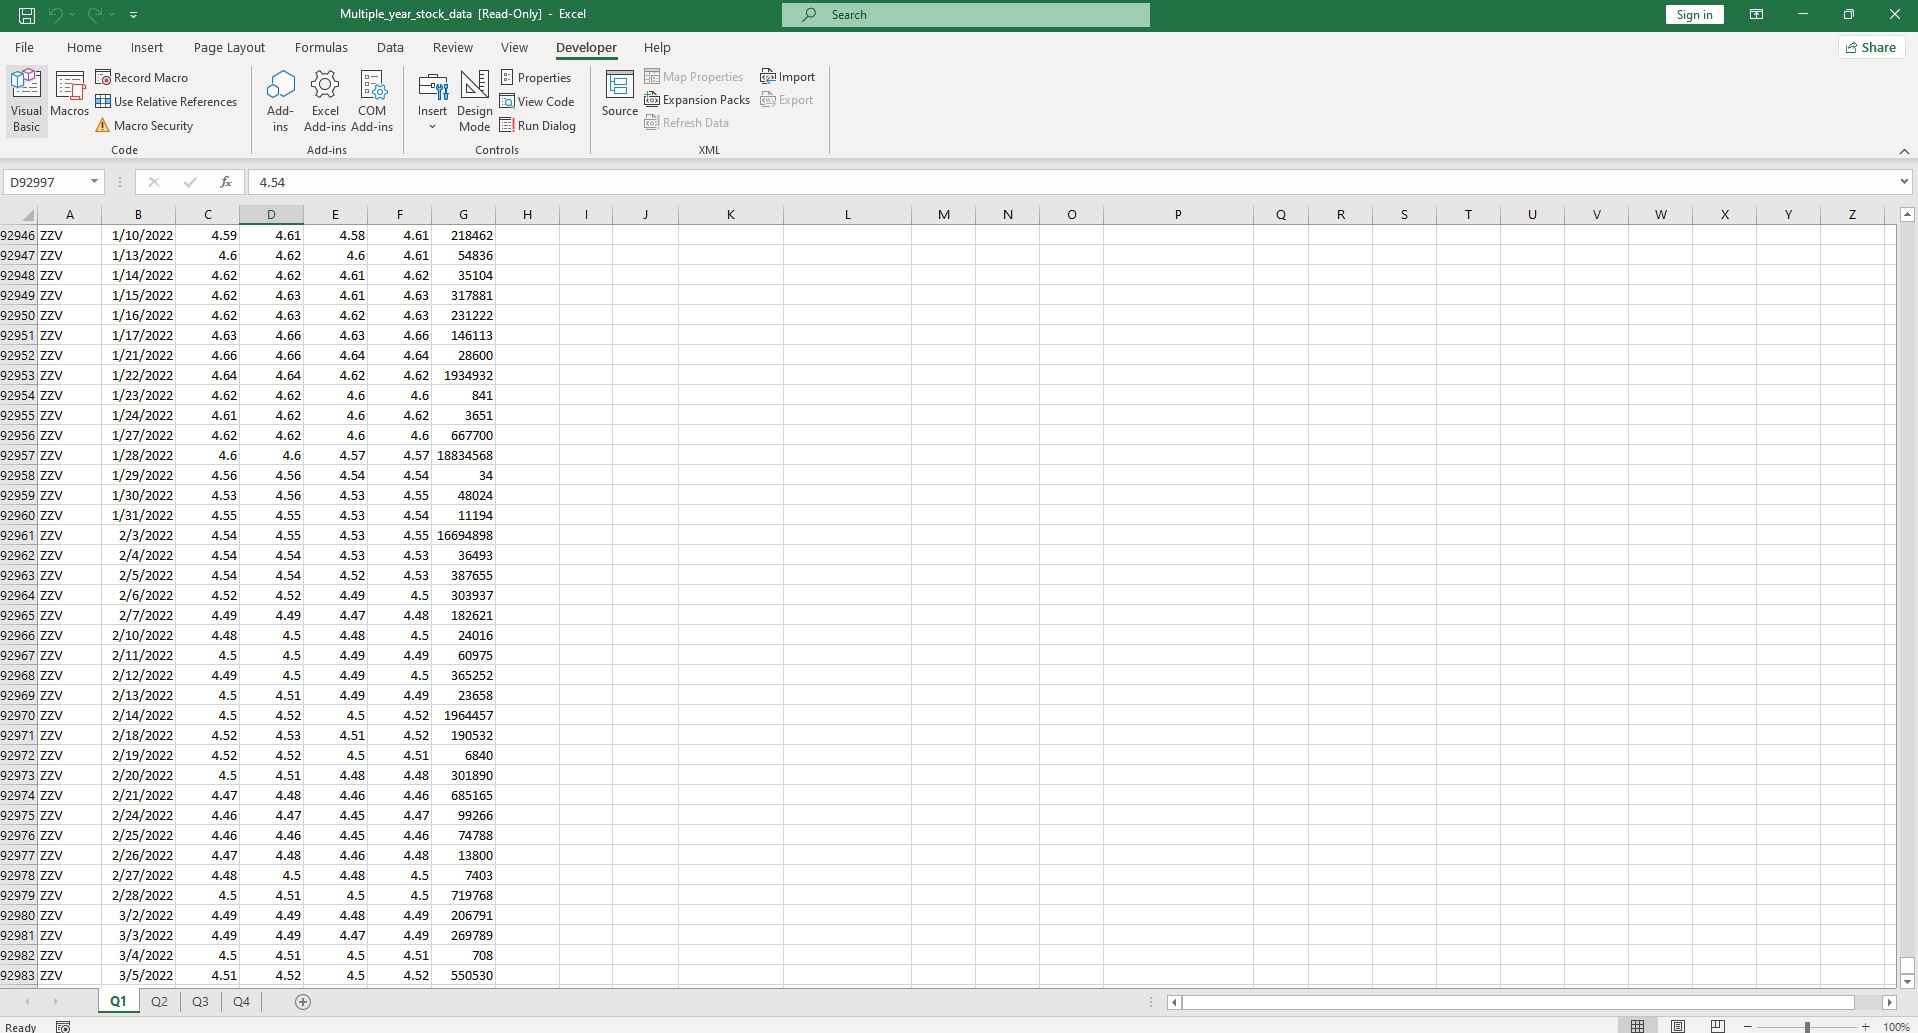 Multiple_year_stock_data [Read-Only] - Excel
Search
Sign in
File Home Insert Page Layout Formulas Data Review View Developer Help
Share
Visual Basic
Macros
Record Macro
Use Relative References
Macro Security
Code
Add-ins
Excel Add-ins
COM Add-ins
Add-ins
Insert
Design Mode
Properties
View Code
Run Dialog
Controls
Source
Map Properties
Expansion Packs
Refresh Data
Import
Export
XML
D92997 fx 4.54
A B C D E F G H I J K L M N O P Q R S T U V W X Y Z
92946 ZZV 1/10/2022 4.59 4.61 4.58 4.61 218462
92947 ZZV 1/13/2022 4.6 4.62 4.6 4.61 54836
92948 ZZV 1/14/2022 4.62 4.62 4.61 4.62 35104
92949 ZZV 1/15/2022 4.62 4.63 4.61 4.63 317881
92950 ZZV 1/16/2022 4.62 4.63 4.62 4.63 231222
92951 ZZV 1/17/2022 4.63 4.66 4.63 4.66 146113
92952 ZZV 1/21/2022 4.66 4.66 4.64 4.64 28600
92953 ZZV 1/22/2022 4.64 4.64 4.62 4.62 1934932
92954 ZZV 1/23/2022 4.62 4.62 4.6 4.6 841
92955 ZZV 1/24/2022 4.61 4.62 4.6 4.62 3651
92956 ZZV 1/27/2022 4.62 4.62 4.6 4.6 667700
92957 ZZV 1/28/2022 4.6 4.6 4.57 4.57 18834568
92958 ZZV 1/29/2022 4.56 4.56 4.54 4.54 34
92959 ZZV 1/30/2022 4.53 4.56 4.53 4.55 48024
92960 ZZV 1/31/2022 4.55 4.55 4.53 4.54 11194
92961 ZZV 2/3/2022 4.54 4.55 4.53 4.55 16694898
92962 ZZV 2/4/2022 4.54 4.54 4.53 4.53 36493
92963 ZZV 2/5/2022 4.54 4.54 4.52 4.53 387655
92964 ZZV 2/6/2022 4.52 4.52 4.49 4.5 303937
92965 ZZV 2/7/2022 4.49 4.49 4.47 4.48 182621
92966 ZZV 2/10/2022 4.48 4.5 4.48 4.5 24016
92967 ZZV 2/11/2022 4.5 4.5 4.49 4.49 60975
92968 ZZV 2/12/2022 4.49 4.5 4.49 4.5 365252
92969 ZZV 2/13/2022 4.5 4.51 4.49 4.49 23658
92970 ZZV 2/14/2022 4.5 4.52 4.5 4.52 1964457
92971 ZZV 2/18/2022 4.52 4.53 4.51 4.52 190532
92972 ZZV 2/19/2022 4.52 4.52 4.5 4.51 6840
92973 ZZV 2/20/2022 4.5 4.51 4.48 4.48 301890
92974 ZZV 2/21/2022 4.47 4.48 4.46 4.46 685165
92975 ZZV 2/24/2022 4.46 4.47 4.45 4.47 99266
92976 ZZV 2/25/2022 4.46 4.46 4.45 4.46 74788
92977 ZZV 2/26/2022 4.47 4.48 4.46 4.48 13800
92978 ZZV 2/27/2022 4.48 4.5 4.48 4.5 7403
92979 ZZV 2/28/2022 4.5 4.51 4.5 4.5 719768
92980 ZZV 3/2/2022 4.49 4.49 4.48 4.49 206791
92981 ZZV 3/3/2022 4.49 4.49 4.47 4.49 269789
92982 ZZV 3/4/2022 4.5 4.51 4.5 4.51 708
92983 ZZV 3/5/2022 4.51 4.52 4.5 4.52 550530
Q1 Q2 Q3 Q4
Ready
100%